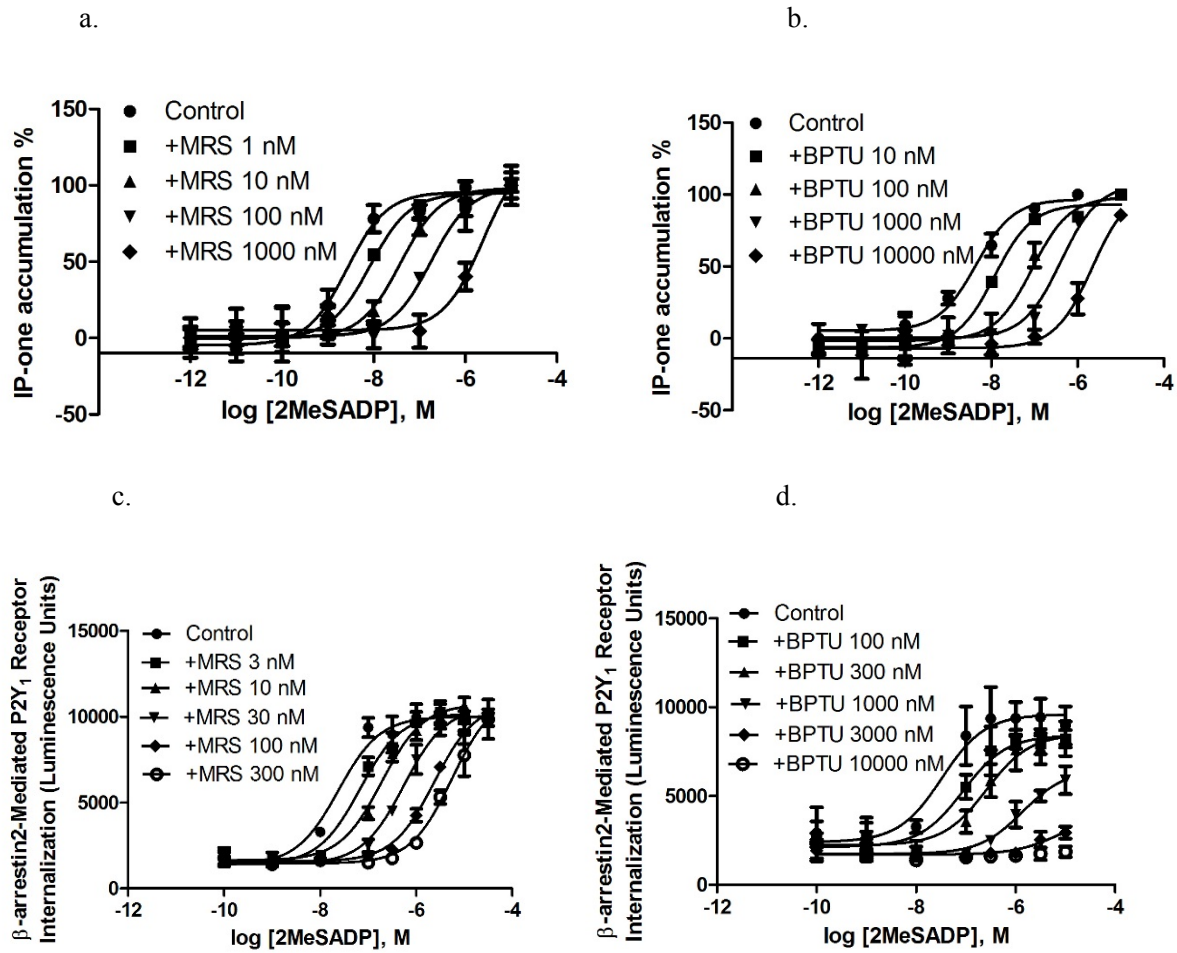 a.
IP-one accumulation %
150
100
50
0
-50
Control
+MRS 1 nM
+MRS 10 nM
+MRS 100 nM
+MRS 1000 nM
-12 -10 -8 -6 -4
log [2MeSADP], M
b.
IP-one accumulation %
150
100
50
0
-50
Control
+BPTU 10 nM
+BPTU 100 nM
+BPTU 1000 nM
+BPTU 10000 nM
-12 -10 -8 -6 -4
log [2MeSADP], M
c.
β-arrestin2-Mediated P2Y₁ Receptor
Internalization (Luminescence Units)
15000
10000
5000
0
Control
+MRS 3 nM
+MRS 10 nM
+MRS 30 nM
+MRS 100 nM
+MRS 300 nM
-12 -10 -8 -6 -4
log [2MeSADP], M
d.
β-arrestin2-Mediated P2Y₁ Receptor
Internalization (Luminescence Units)
15000
10000
5000
0
Control
+BPTU 100 nM
+BPTU 300 nM
+BPTU 1000 nM
+BPTU 3000 nM
+BPTU 10000 nM
-12 -10 -8 -6 -4
log [2MeSADP], M